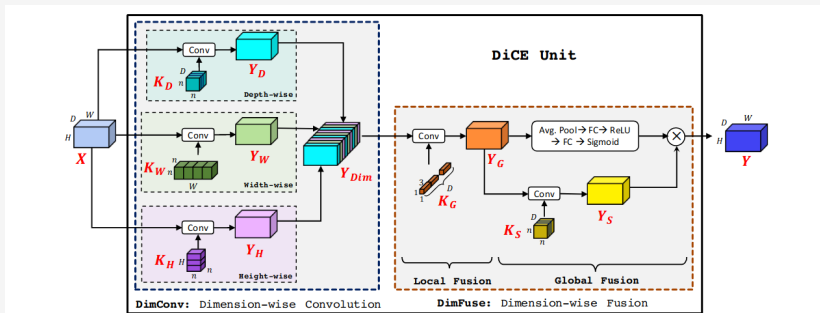 DiCE Unit
D
W
H
X
Conv
Y_D
K_D
D
n
n
Depth-wise
Conv
Y_W
K_W
n
n
W
Width-wise
Conv
Y_H
K_H
H
n
n
Height-wise
Y_Dim
DimConv: Dimension-wise Convolution
Conv
Y_G
3
1
1
D
K_G
Avg. Pool→FC→ReLU
→ FC → Sigmoid
Conv
Y_S
K_S
D
n
n
Local Fusion
Global Fusion
DimFuse: Dimension-wise Fusion
D
W
H
Y